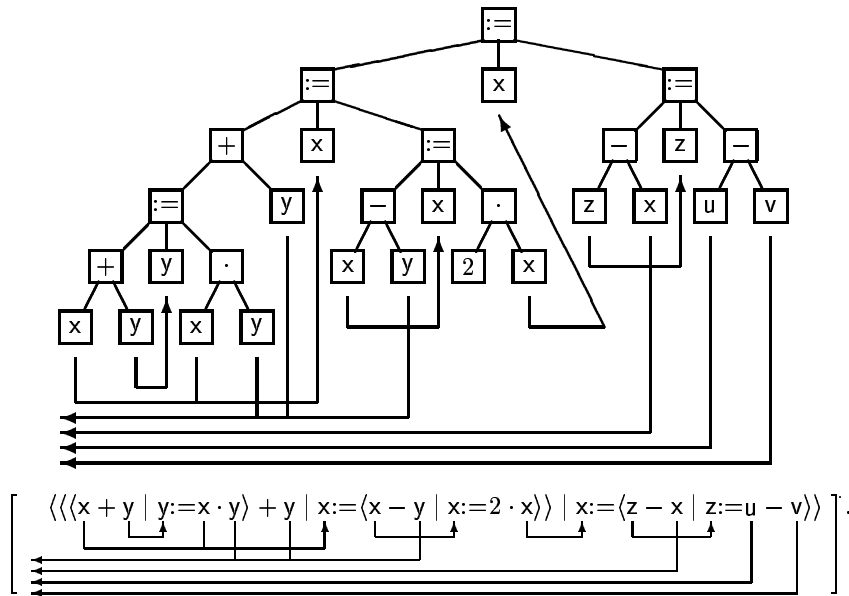 :=
:= x :=
+ x := − z −
:= y − x · z x u v
+ y · x y 2 x
x y x y
[ ⟨⟨⟨x + y | y:=x · y⟩ + y | x:=⟨x − y | x:=2 · x⟩⟩ | x:=⟨z − x | z:=u − v⟩⟩ ] .